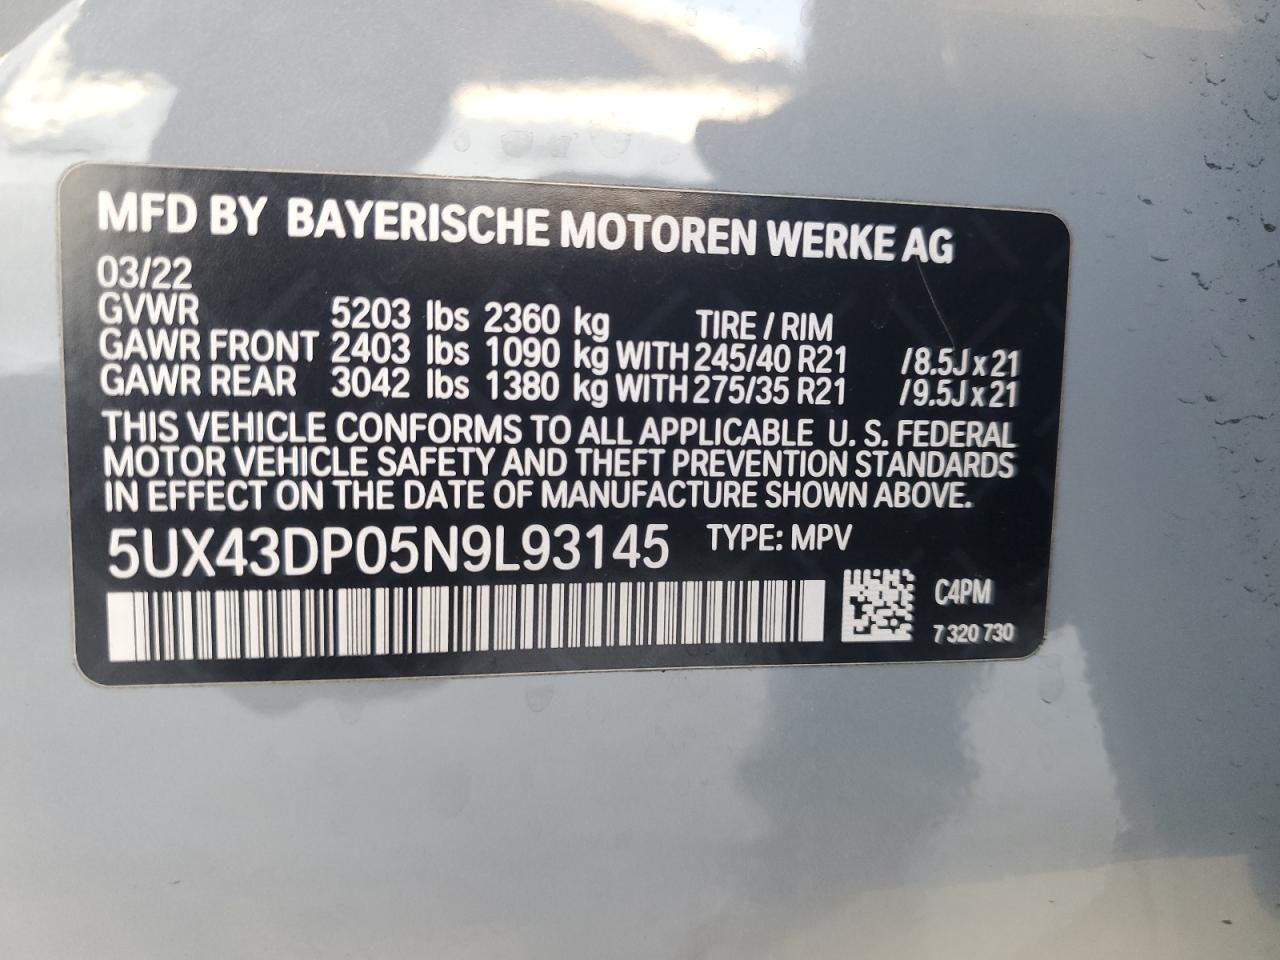 MFD BY BAYERISCHE MOTOREN WERKE AG
03/22
GVWR 5203 lbs 2360 kg TIRE / RIM
GAWR FRONT 2403 lbs 1090 kg WITH 245/40 R21 /8.5J x 21
GAWR REAR 3042 lbs 1380 kg WITH 275/35 R21 /9.5J x 21
THIS VEHICLE CONFORMS TO ALL APPLICABLE U. S. FEDERAL
MOTOR VEHICLE SAFETY AND THEFT PREVENTION STANDARDS
IN EFFECT ON THE DATE OF MANUFACTURE SHOWN ABOVE.
5UX43DP05N9L93145 TYPE: MPV
C4PM
7 320 730